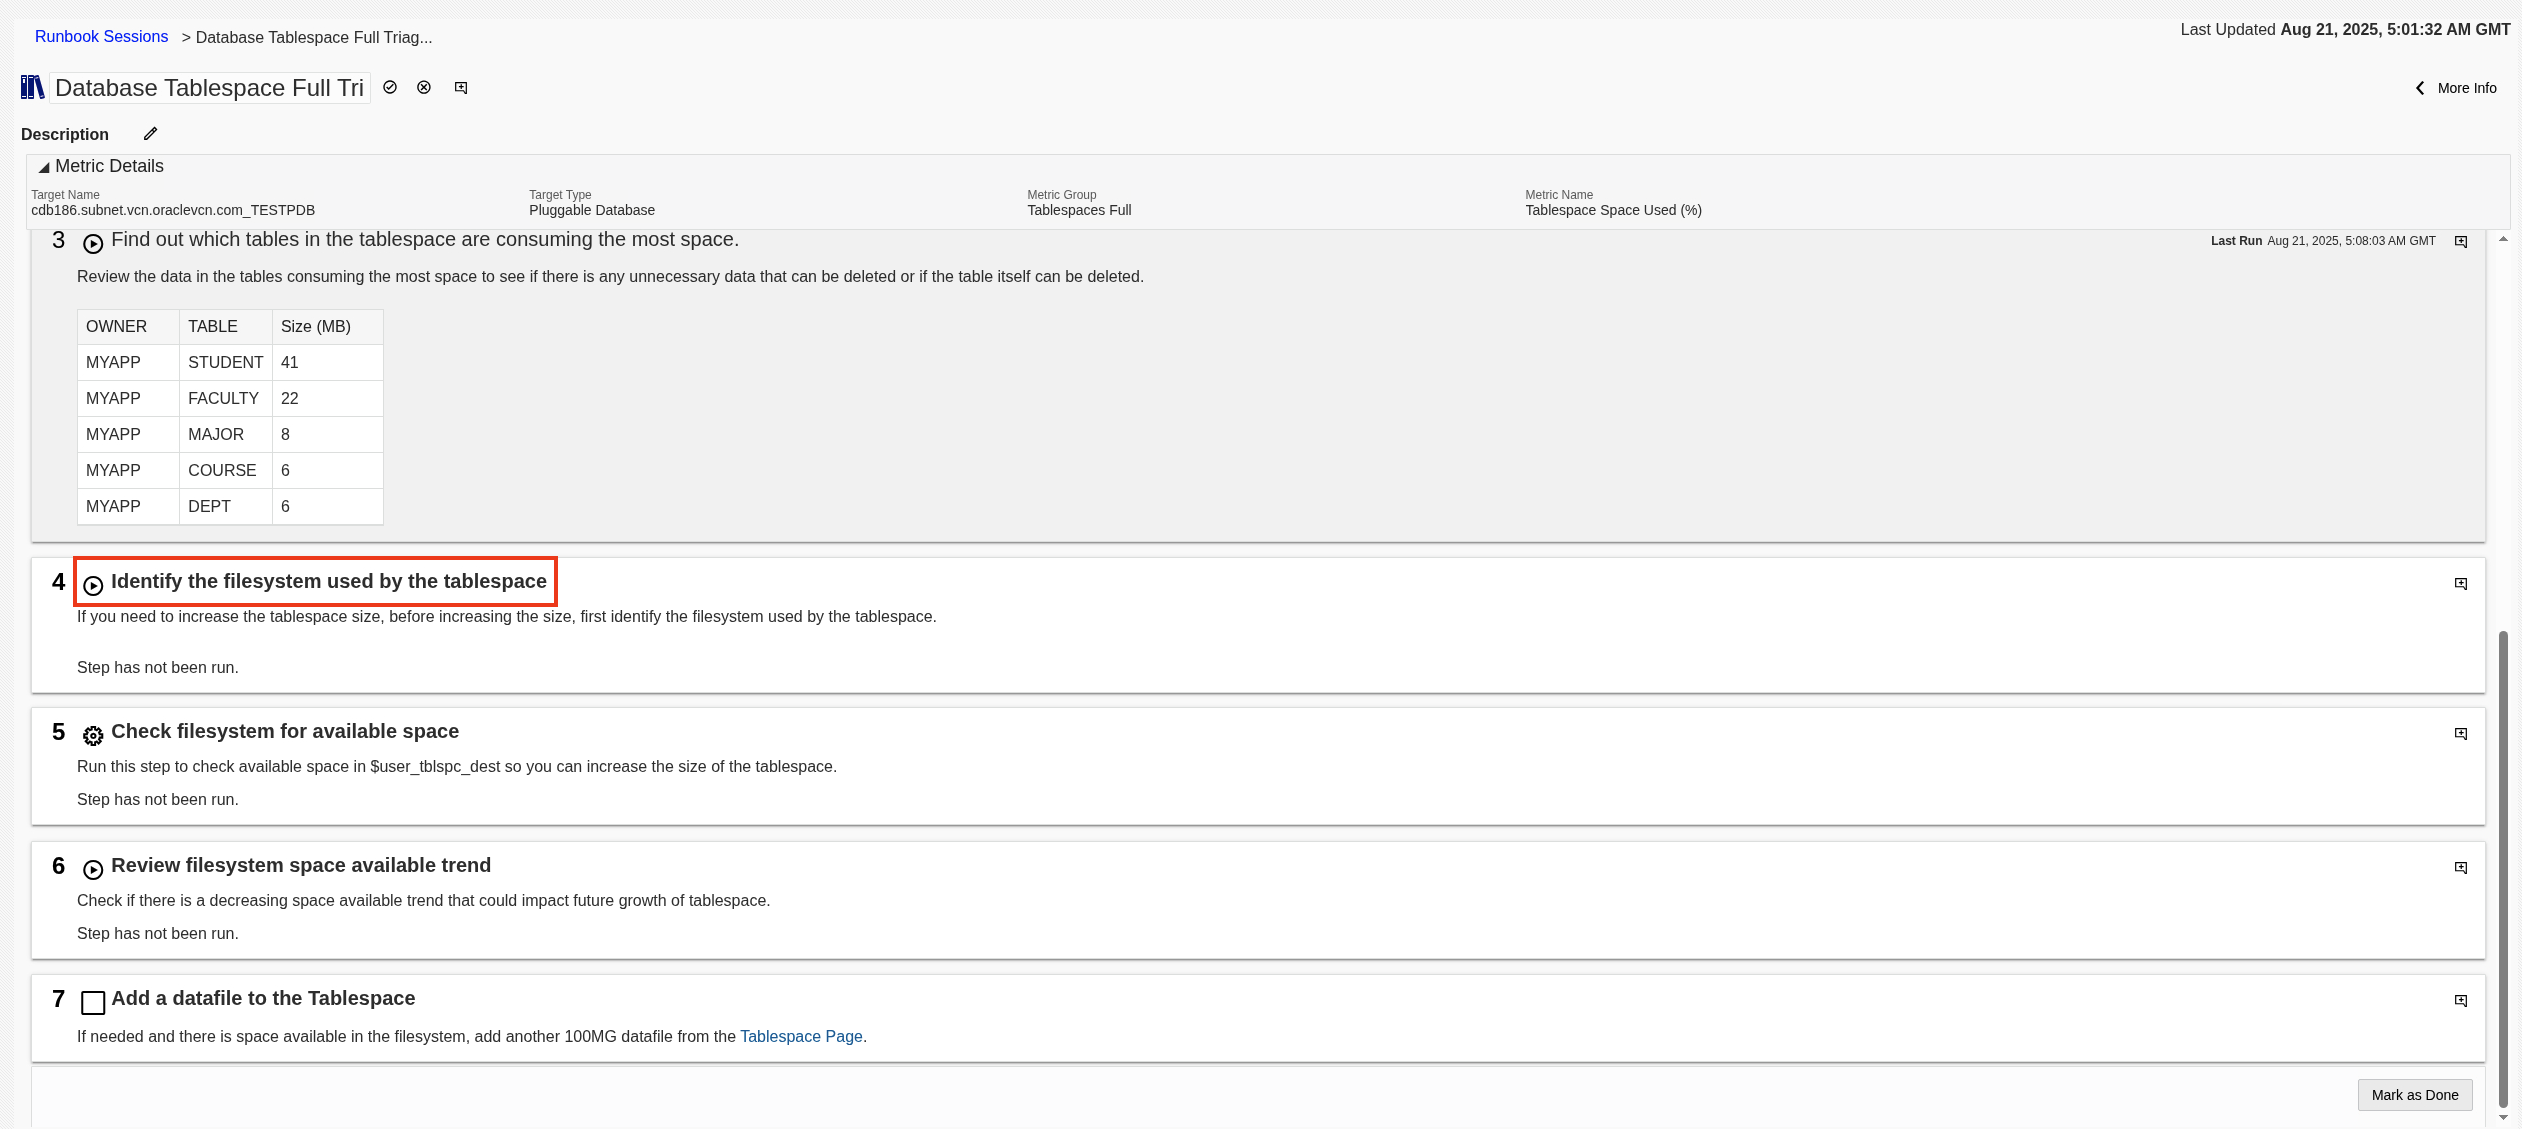 Runbook Sessions > Database Tablespace Full Triag...
Last Updated Aug 21, 2025, 5:01:32 AM GMT
Database Tablespace Full Tri
More Info
Description
Metric Details
Target Name
cdb186.subnet.vcn.oraclevcn.com_TESTPDB
Target Type
Pluggable Database
Metric Group
Tablespaces Full
Metric Name
Tablespace Space Used (%)
3 Find out which tables in the tablespace are consuming the most space.
Last Run Aug 21, 2025, 5:08:03 AM GMT
Review the data in the tables consuming the most space to see if there is any unnecessary data that can be deleted or if the table itself can be deleted.
OWNER TABLE Size (MB)
MYAPP STUDENT 41
MYAPP FACULTY 22
MYAPP MAJOR 8
MYAPP COURSE 6
MYAPP DEPT 6
4 Identify the filesystem used by the tablespace
If you need to increase the tablespace size, before increasing the size, first identify the filesystem used by the tablespace.
Step has not been run.
5 Check filesystem for available space
Run this step to check available space in $user_tblspc_dest so you can increase the size of the tablespace.
Step has not been run.
6 Review filesystem space available trend
Check if there is a decreasing space available trend that could impact future growth of tablespace.
Step has not been run.
7 Add a datafile to the Tablespace
If needed and there is space available in the filesystem, add another 100MG datafile from the Tablespace Page.
Mark as Done